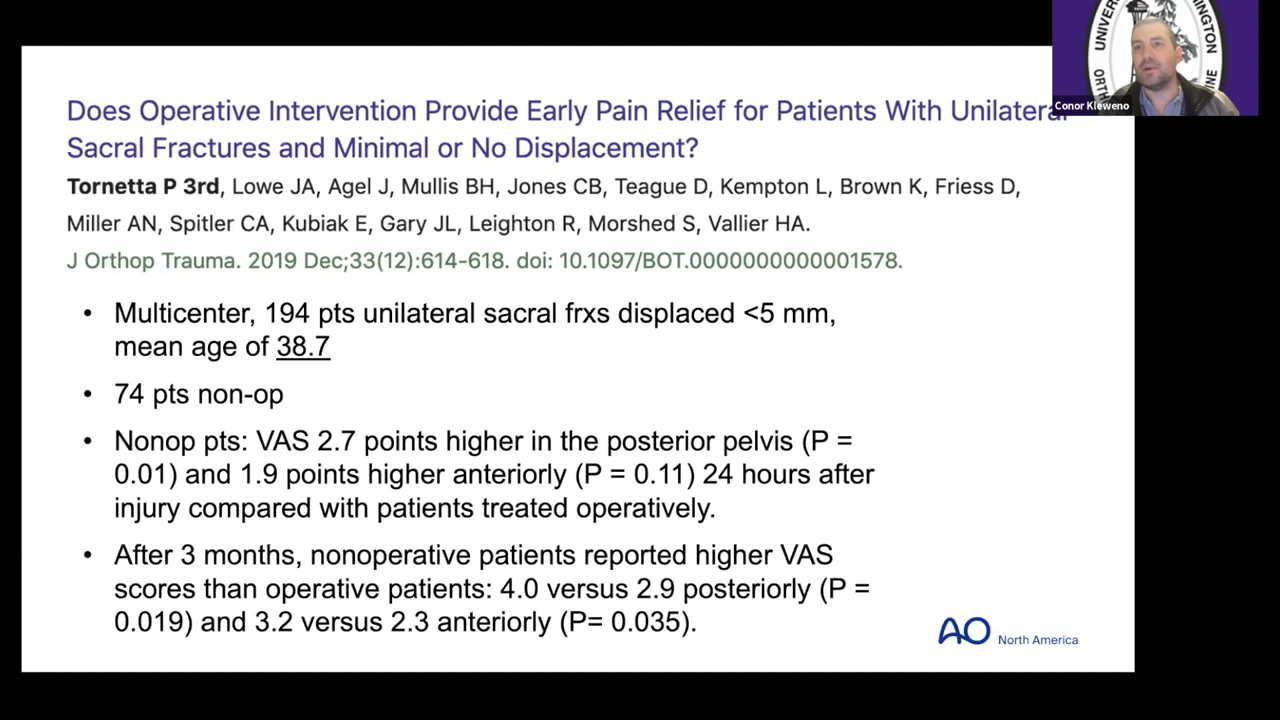 Does Operative Intervention Provide Early Pain Relief for Patients With Unilateral
Sacral Fractures and Minimal or No Displacement?
Tornetta P 3rd, Lowe JA, Agel J, Mullis BH, Jones CB, Teague D, Kempton L, Brown K, Friess D,
Miller AN, Spitler CA, Kubiak E, Gary JL, Leighton R, Morshed S, Vallier HA.
J Orthop Trauma. 2019 Dec;33(12):614-618. doi: 10.1097/BOT.0000000000001578.
• Multicenter, 194 pts unilateral sacral frxs displaced <5 mm,
mean age of 38.7
• 74 pts non-op
• Nonop pts: VAS 2.7 points higher in the posterior pelvis (P =
0.01) and 1.9 points higher anteriorly (P = 0.11) 24 hours after
injury compared with patients treated operatively.
• After 3 months, nonoperative patients reported higher VAS
scores than operative patients: 4.0 versus 2.9 posteriorly (P =
0.019) and 3.2 versus 2.3 anteriorly (P= 0.035).
AO North America
Conor Kleweno